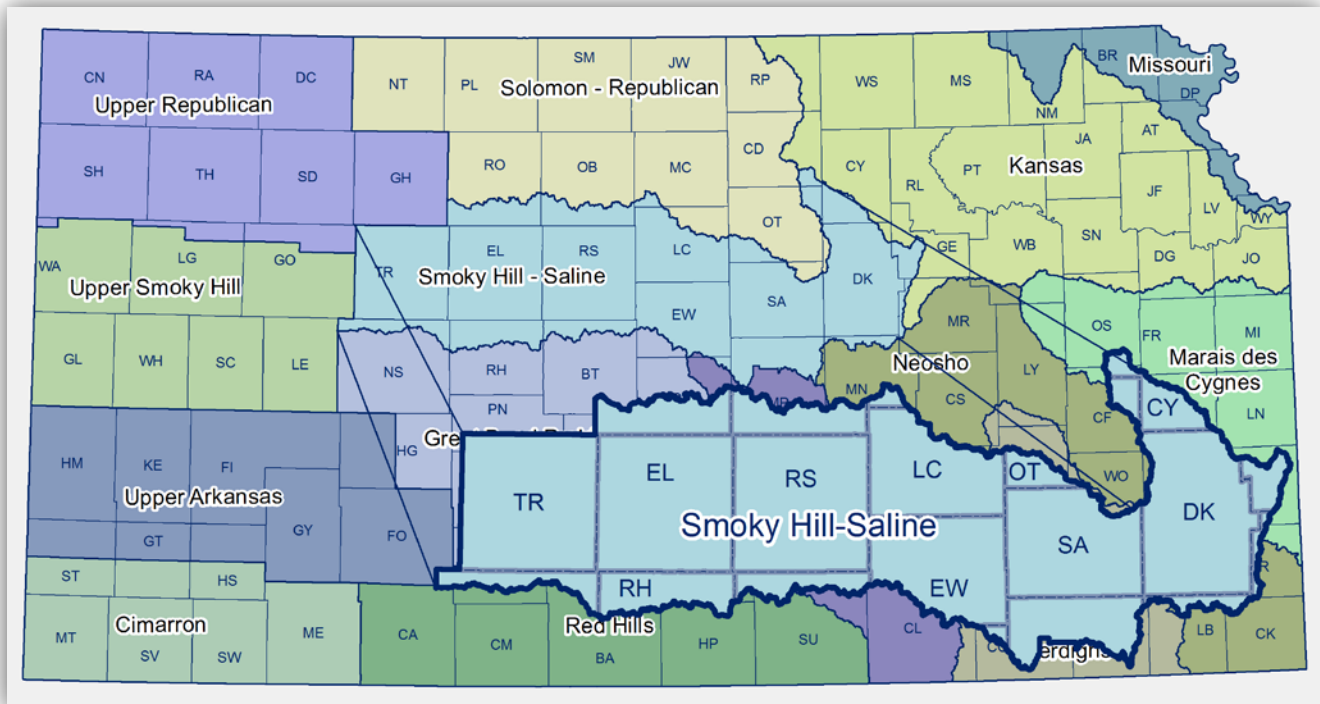 CN RA DC
NT PL SM JW RP
WS MS NM BR DP
Missouri
Upper Republican
Solomon - Republican
SH TH SD GH
RO OB MC CD
CY RL PT JA AT
Kansas
JF LV WY
OT GE WB SN DG JO
WA LG GO
Upper Smoky Hill
TR EL RS LC
Smoky Hill - Saline
EW SA DK
GL WH SC LE
NS RH BT PN
MR LY MN CS CF WO
Neosho
OS FR MI LN
Marais des
Cygnes
HG
HM KE FI
Upper Arkansas
GT GY FO
TR EL RS LC OT CY
Smoky Hill-Saline
SA DK
RH EW
ST HS
Cimarron
MT SV SW ME
CA CM BA HP SU CL
Red Hills
LB CK